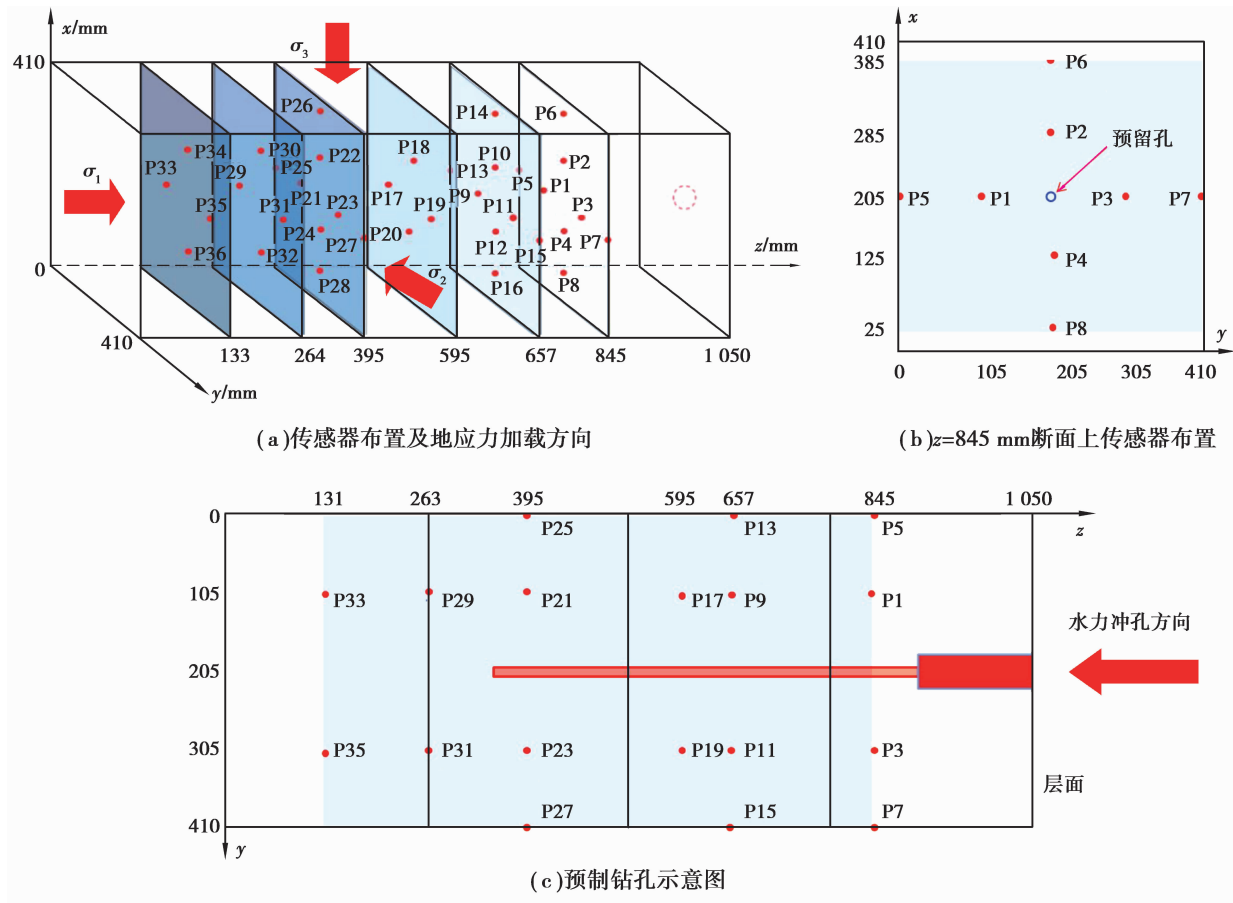 x/mm
410
σ3
P26
P14
P6
P34
P30
P22
P18
P10
P2
P33
P25
P13
P5
σ1
P29
P21
P17
P9
P1
P35
P31
P23
P19
P11
P3
P24
P27
P20
P12
P15
P4
P7
P36
P32
z/mm
0
P28
σ2
P16
P8
410
133
264
395
595
657
845
1 050
y/mm
(a)传感器布置及地应力加载方向
x
410
385
P6
285
P2
预留孔
205
P5
P1
P3
P7
125
P4
25
P8
y
0
105
205
305
410
(b)z=845 mm断面上传感器布置
131
263
395
595
657
845
1 050
0
P25
P13
P5
z
105
P33
P29
P21
P17
P9
P1
水力冲孔方向
205
305
P35
P31
P23
P19
P11
P3
层面
P27
P15
P7
410
y
(c)预制钻孔示意图